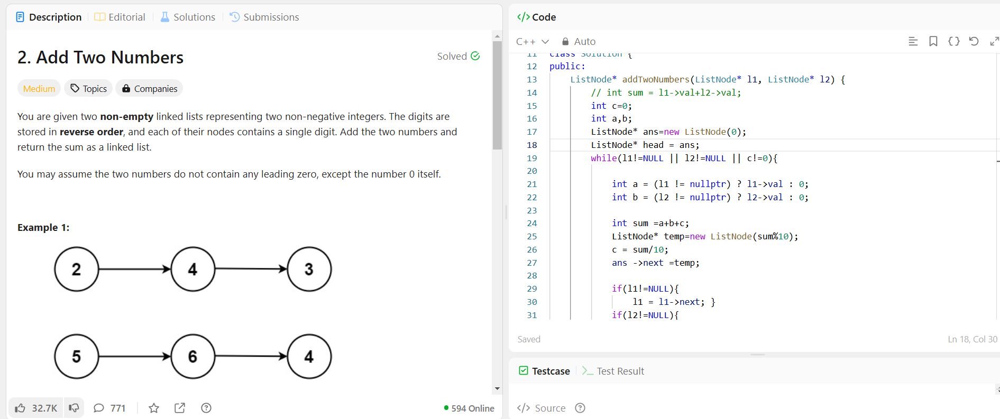 Description
Editorial
Solutions
Submissions
2. Add Two Numbers
Solved
Medium
Topics
Companies
You are given two non-empty linked lists representing two non-negative integers. The digits are
stored in reverse order, and each of their nodes contains a single digit. Add the two numbers and
return the sum as a linked list.
You may assume the two numbers do not contain any leading zero, except the number 0 itself.
Example 1:
2 4 3
5 6 4
32.7K
771
594 Online
</> Code
C++
Auto
11 class Solution {
12 public:
13 ListNode* addTwoNumbers(ListNode* l1, ListNode* l2) {
14 // int sum = l1->val+l2->val;
15 int c=0;
16 int a,b;
17 ListNode* ans=new ListNode(0);
18 ListNode* head = ans;
19 while(l1!=NULL || l2!=NULL || c!=0){
20
21 int a = (l1 != nullptr) ? l1->val : 0;
22 int b = (l2 != nullptr) ? l2->val : 0;
23
24 int sum =a+b+c;
25 ListNode* temp=new ListNode(sum%10);
26 c = sum/10;
27 ans ->next =temp;
28
29 if(l1!=NULL){
30 l1 = l1->next; }
31 if(l2!=NULL){
Saved
Ln 18, Col 30
Testcase
Test Result
</> Source